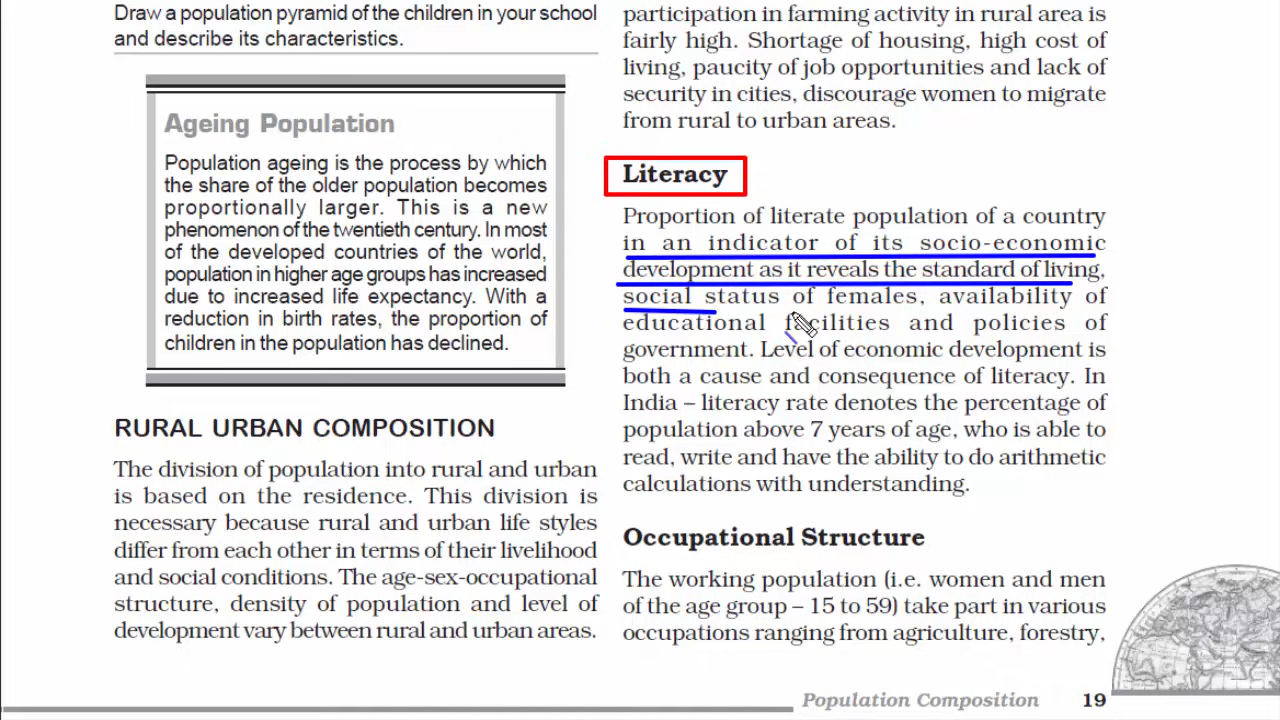 Draw a population pyramid of the children in your school
and describe its characteristics.
Ageing Population
Population ageing is the process by which
the share of the older population becomes
proportionally larger. This is a new
phenomenon of the twentieth century. In most
of the developed countries of the world,
population in higher age groups has increased
due to increased life expectancy. With a
reduction in birth rates, the proportion of
children in the population has declined.
RURAL URBAN COMPOSITION
The division of population into rural and urban
is based on the residence. This division is
necessary because rural and urban life styles
differ from each other in terms of their livelihood
and social conditions. The age-sex-occupational
structure, density of population and level of
development vary between rural and urban areas.
participation in farming activity in rural area is
fairly high. Shortage of housing, high cost of
living, paucity of job opportunities and lack of
security in cities, discourage women to migrate
from rural to urban areas.
Literacy
Proportion of literate population of a country
in an indicator of its socio-economic
development as it reveals the standard of living,
social status of females, availability of
educational facilities and policies of
government. Level of economic development is
both a cause and consequence of literacy. In
India – literacy rate denotes the percentage of
population above 7 years of age, who is able to
read, write and have the ability to do arithmetic
calculations with understanding.
Occupational Structure
The working population (i.e. women and men
of the age group – 15 to 59) take part in various
occupations ranging from agriculture, forestry,
Population Composition 19